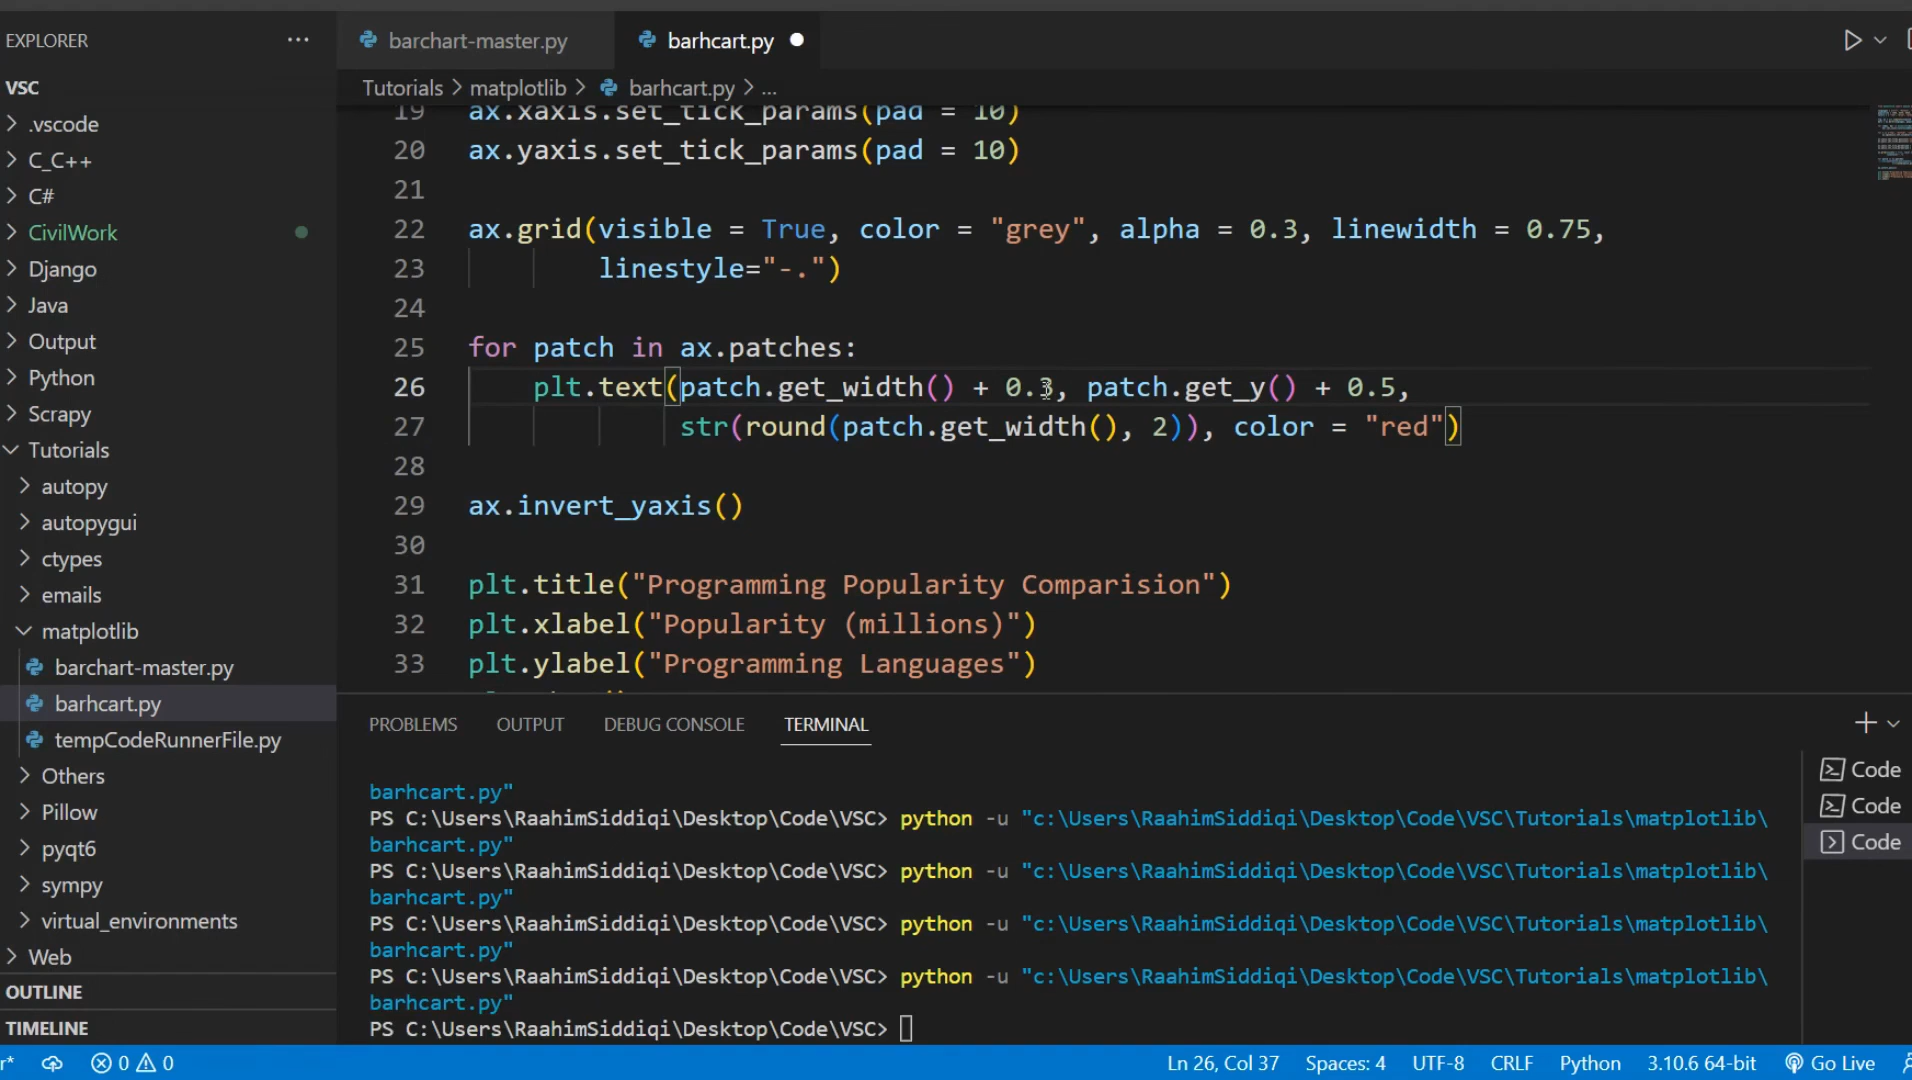 EXPLORER ···
barchart-master.py
barhcart.py
VSC
Tutorials > matplotlib > barhcart.py > ...
.vscode
C_C++
C#
CivilWork
Django
Java
Output
Python
Scrapy
Tutorials
autopy
autopygui
ctypes
emails
matplotlib
barchart-master.py
barhcart.py
tempCodeRunnerFile.py
Others
Pillow
pyqt6
sympy
virtual_environments
Web
OUTLINE
TIMELINE
19 ax.xaxis.set_tick_params(pad = 10)
20 ax.yaxis.set_tick_params(pad = 10)
21
22 ax.grid(visible = True, color = "grey", alpha = 0.3, linewidth = 0.75,
23 linestyle="-.")
24
25 for patch in ax.patches:
26 plt.text(patch.get_width() + 0.3, patch.get_y() + 0.5,
27 str(round(patch.get_width(), 2)), color = "red")
28
29 ax.invert_yaxis()
30
31 plt.title("Programming Popularity Comparision")
32 plt.xlabel("Popularity (millions)")
33 plt.ylabel("Programming Languages")
PROBLEMS OUTPUT DEBUG CONSOLE TERMINAL
barhcart.py"
PS C:\Users\RaahimSiddiqi\Desktop\Code\VSC> python -u "c:\Users\RaahimSiddiqi\Desktop\Code\VSC\Tutorials\matplotlib\
barhcart.py"
PS C:\Users\RaahimSiddiqi\Desktop\Code\VSC> python -u "c:\Users\RaahimSiddiqi\Desktop\Code\VSC\Tutorials\matplotlib\
barhcart.py"
PS C:\Users\RaahimSiddiqi\Desktop\Code\VSC> python -u "c:\Users\RaahimSiddiqi\Desktop\Code\VSC\Tutorials\matplotlib\
barhcart.py"
PS C:\Users\RaahimSiddiqi\Desktop\Code\VSC> python -u "c:\Users\RaahimSiddiqi\Desktop\Code\VSC\Tutorials\matplotlib\
barhcart.py"
PS C:\Users\RaahimSiddiqi\Desktop\Code\VSC>
Code
Code
Code
r* 0 0 Ln 26, Col 37 Spaces: 4 UTF-8 CRLF Python 3.10.6 64-bit Go Live